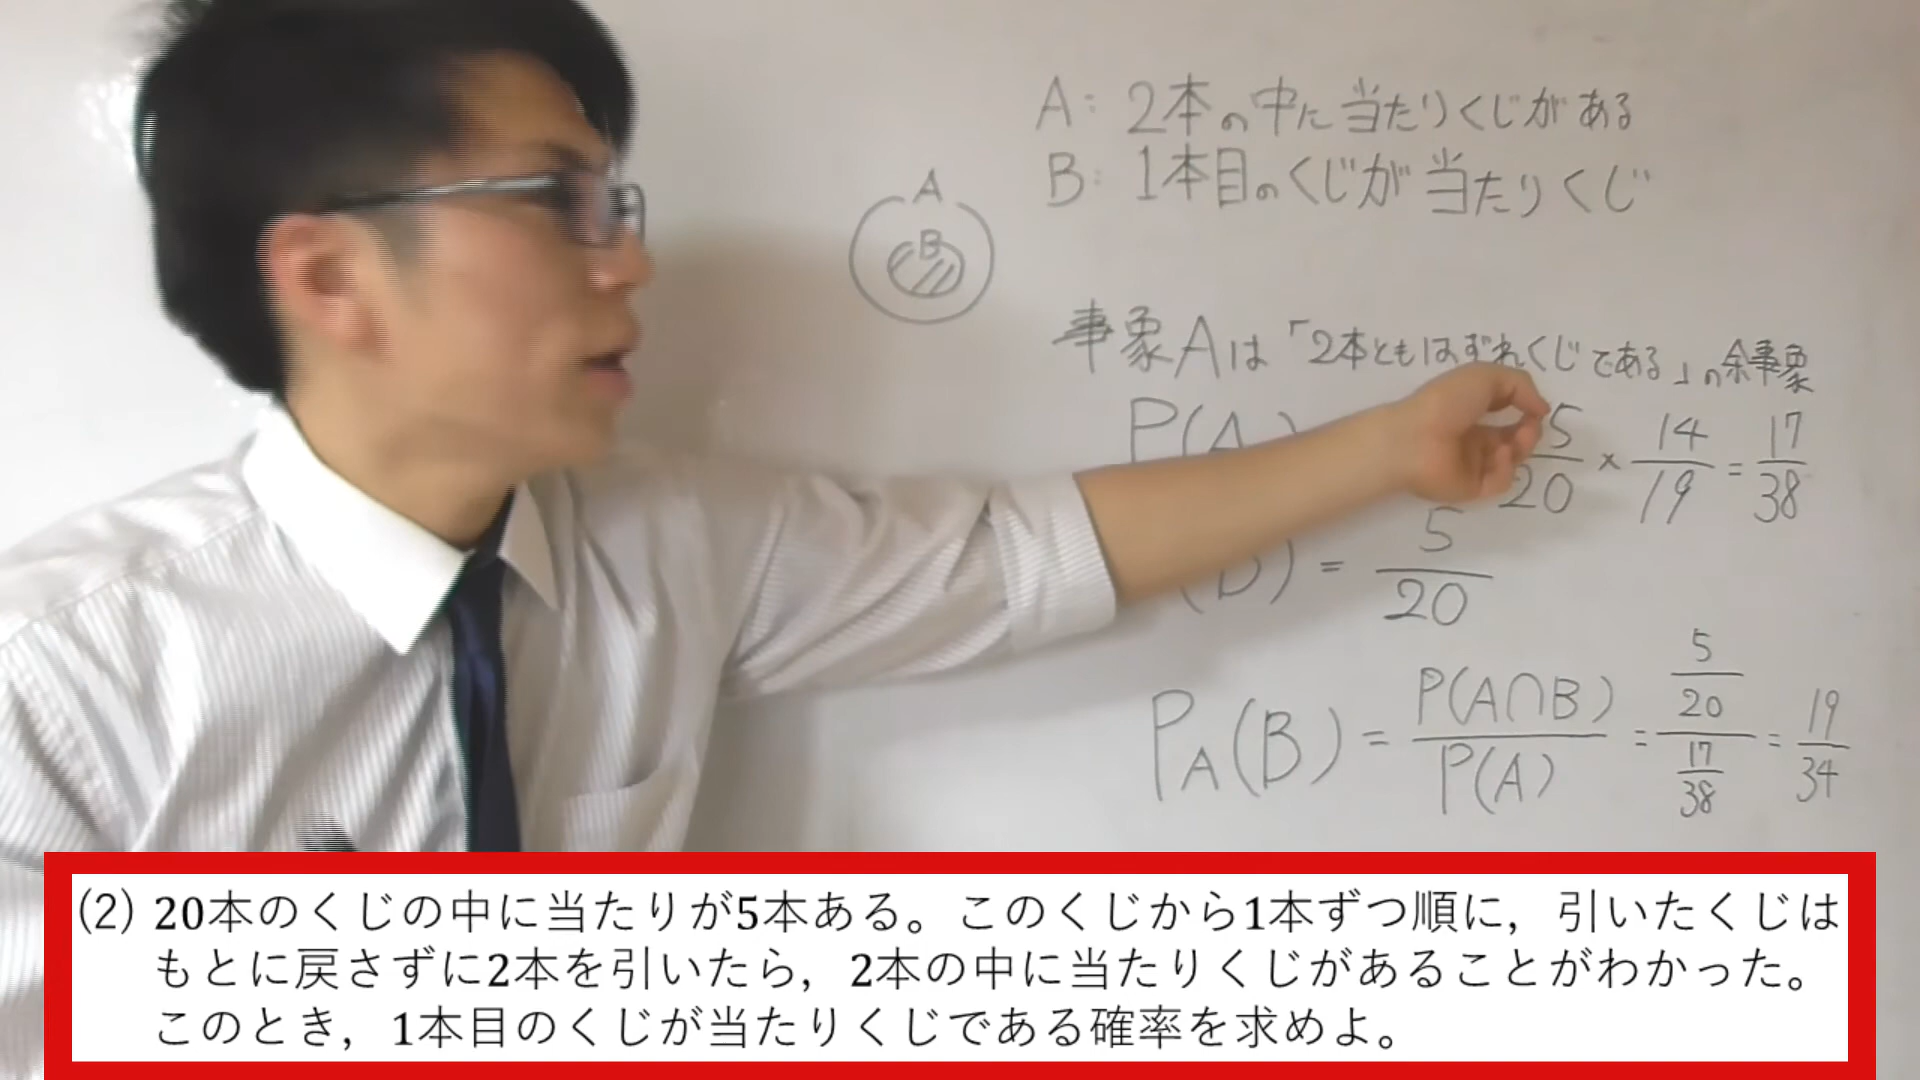 A: 2本の中に当たりくじがある
B: 1本目のくじが当たりくじ
A
B
事象Aは「2本ともはずれくじである」の余事象
P(A) 5/20 × 14/19 = 17/38
) = 5/20
P_A(B) = P(A∩B)/P(A) = (5/20)/(17/38) = 19/34
(2) 20本のくじの中に当たりが5本ある。このくじから1本ずつ順に，引いたくじは
もとに戻さずに2本を引いたら，2本の中に当たりくじがあることがわかった。
このとき，1本目のくじが当たりくじである確率を求めよ。